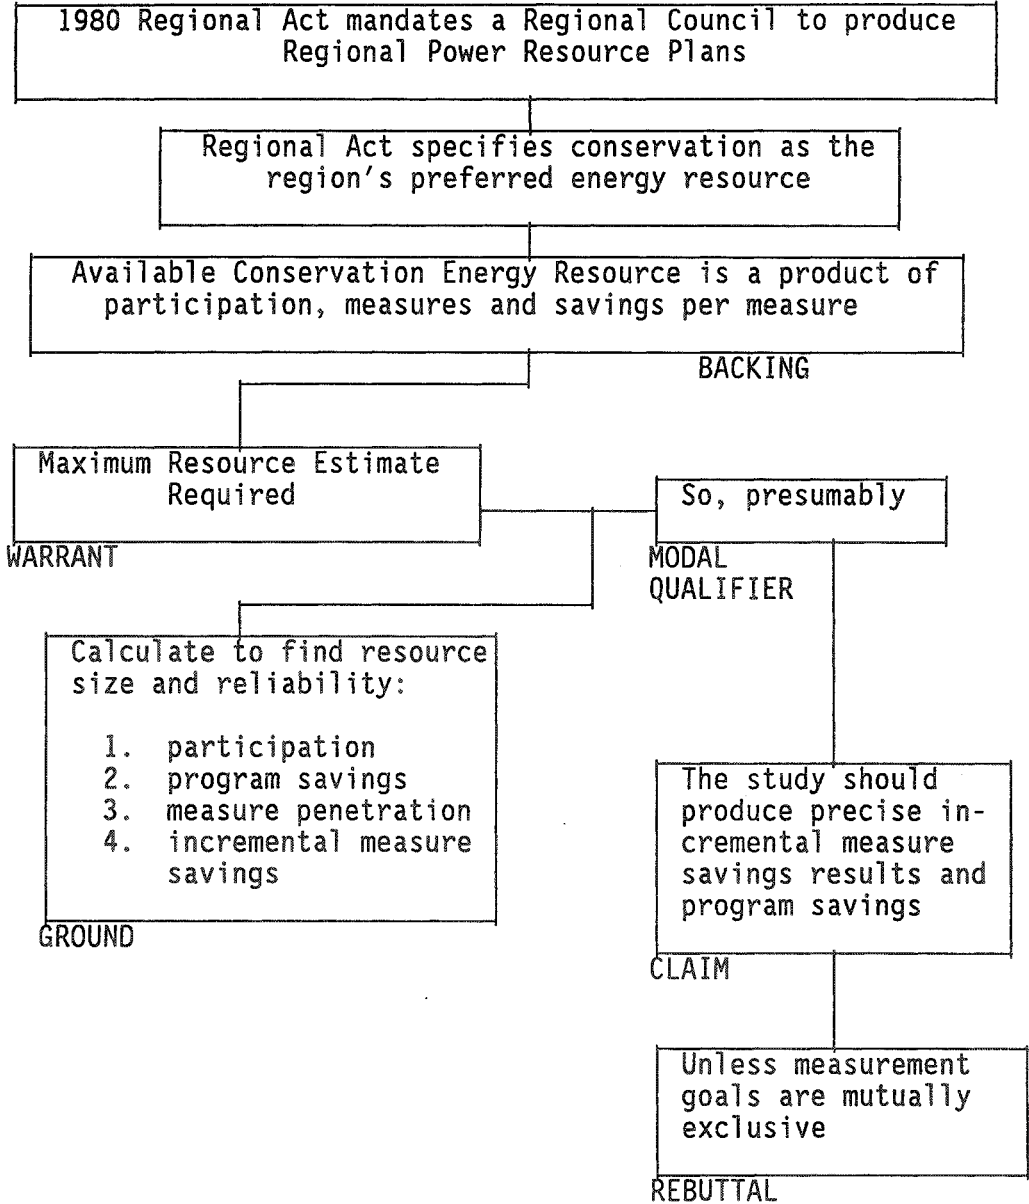 1980 Regional Act mandates a Regional Council to produce
Regional Power Resource Plans
Regional Act specifies conservation as the
region's preferred energy resource
Available Conservation Energy Resource is a product of
participation, measures and savings per measure
BACKING
Maximum Resource Estimate
Required
WARRANT
So, presumably
MODAL
QUALIFIER
Calculate to find resource
size and reliability:
1. participation
2. program savings
3. measure penetration
4. incremental measure
savings
GROUND
The study should
produce precise in-
cremental measure
savings results and
program savings
CLAIM
Unless measurement
goals are mutually
exclusive
REBUTTAL